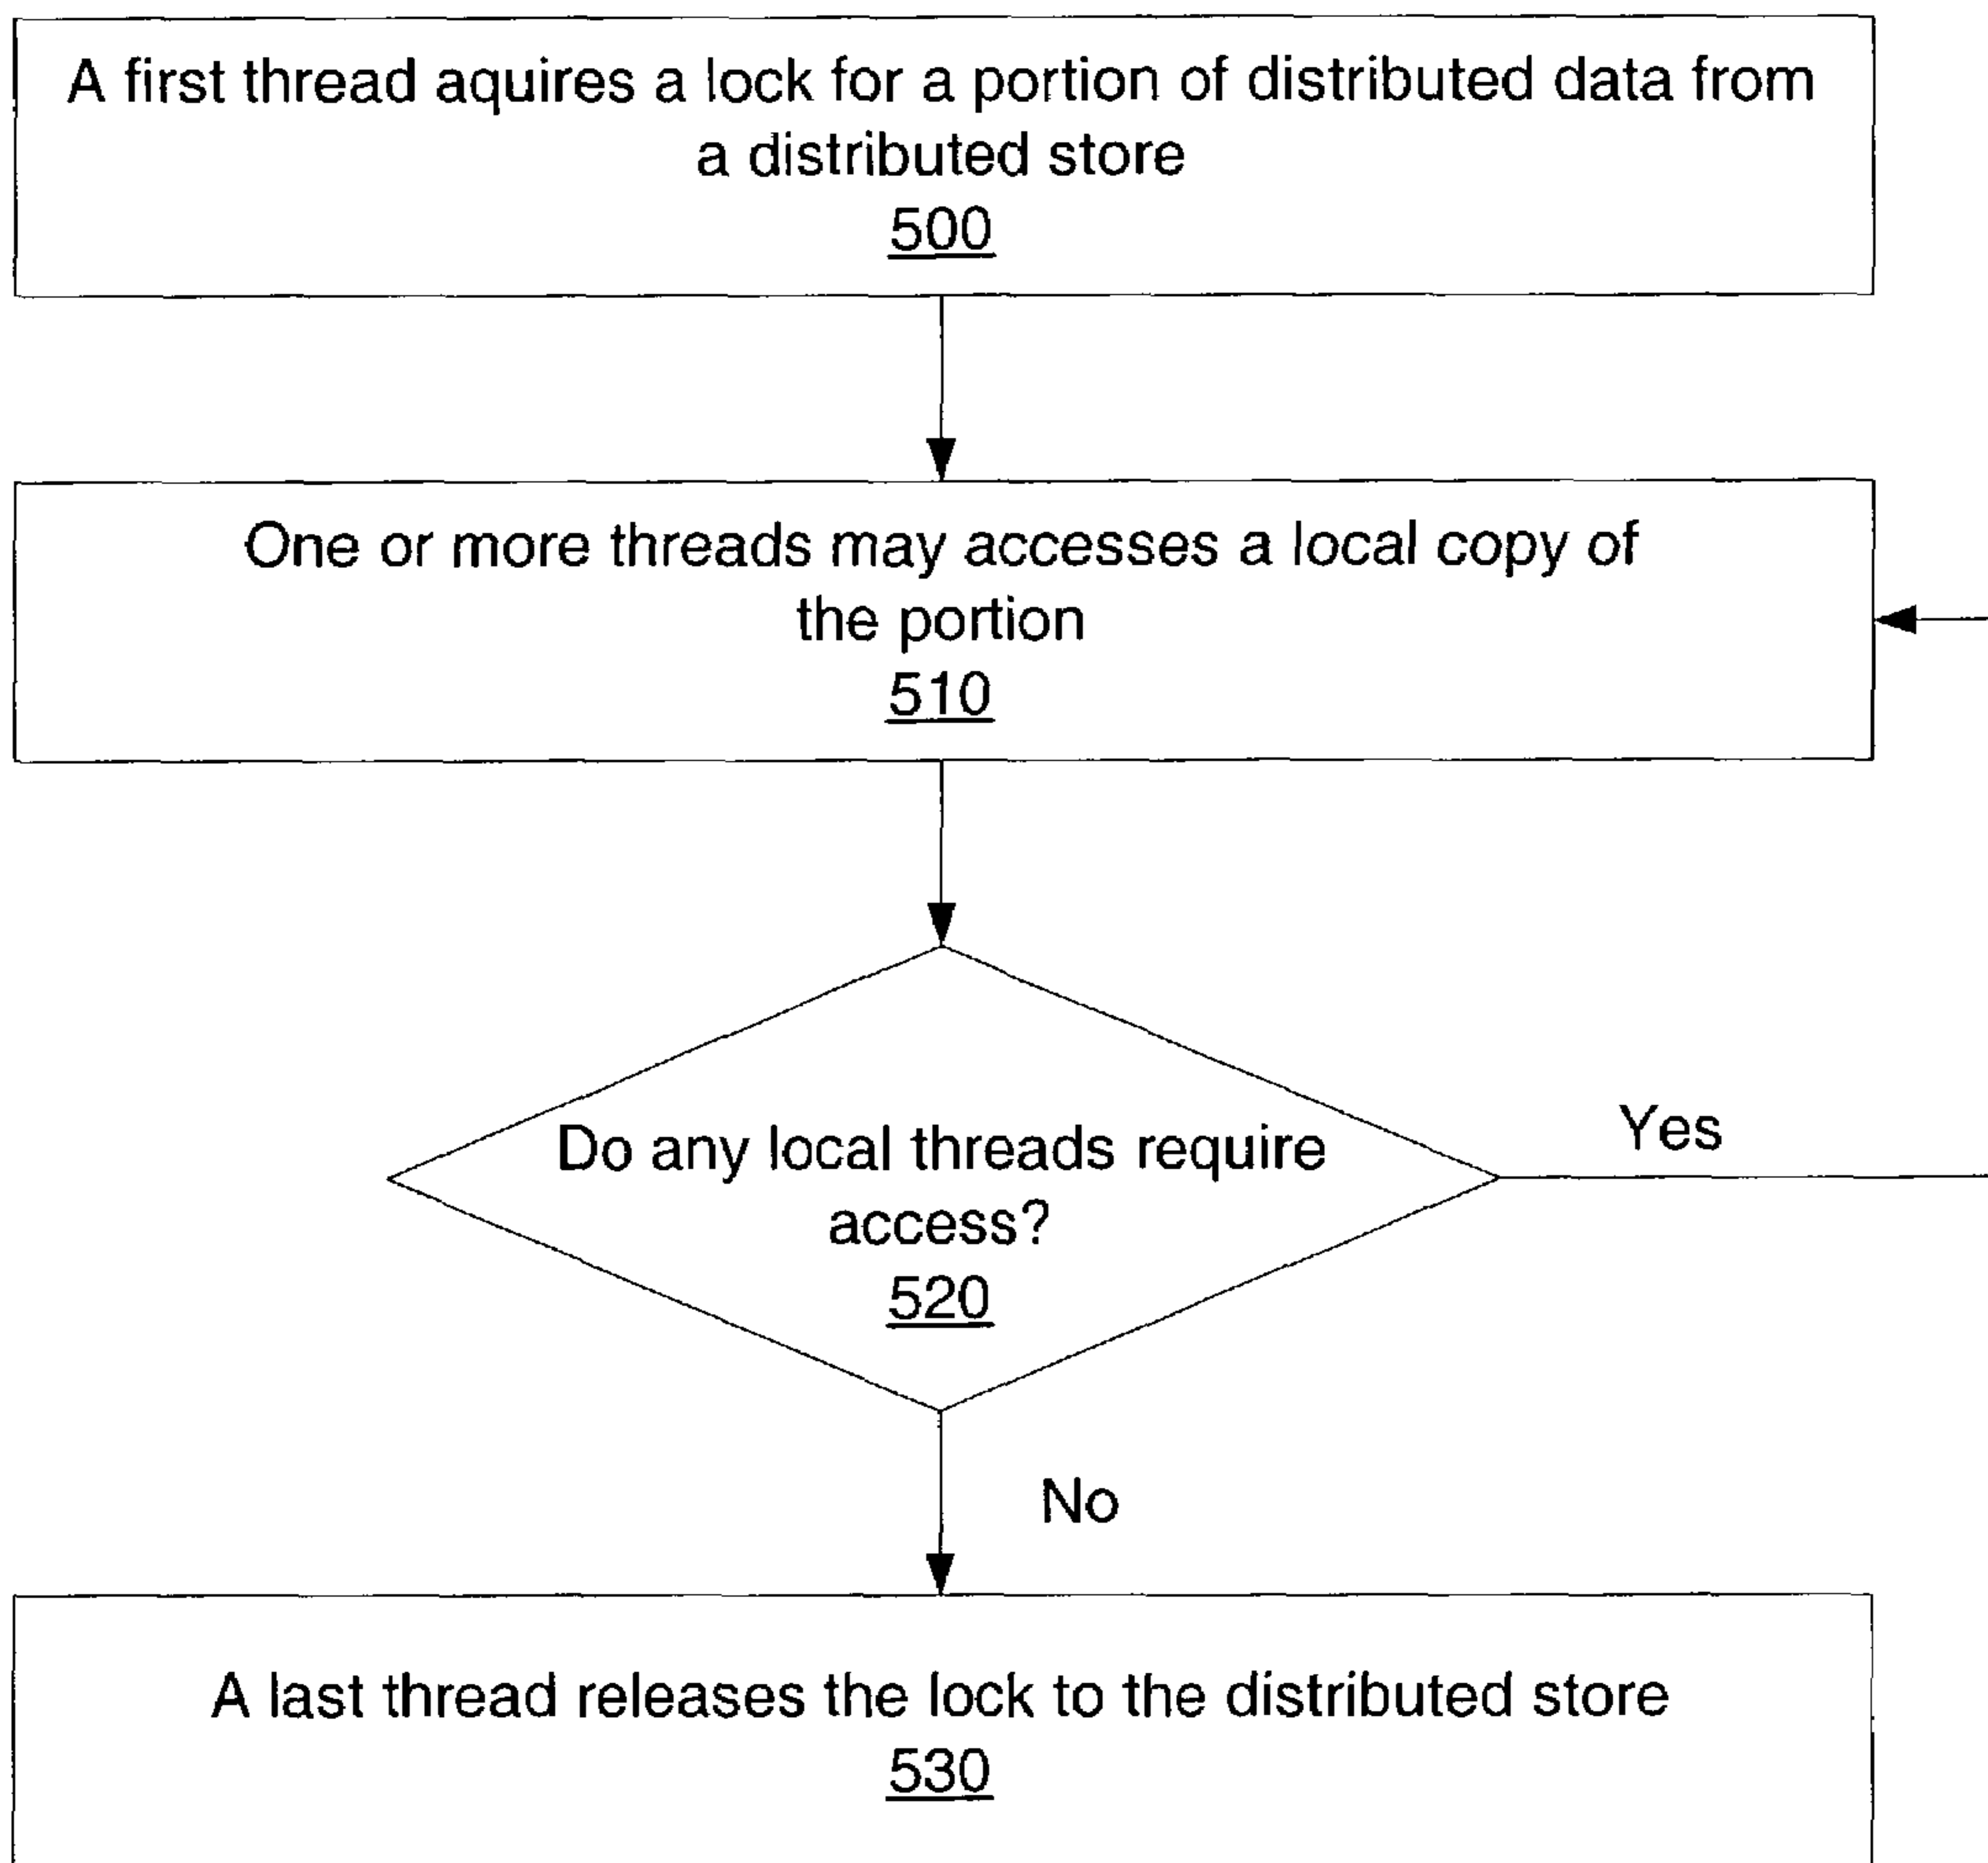 A first thread aquires a lock for a portion of distributed data from
a distributed store
500
One or more threads may accesses a local copy of
the portion
510
Do any local threads require
access?
520
Yes
No
A last thread releases the lock to the distributed store
530